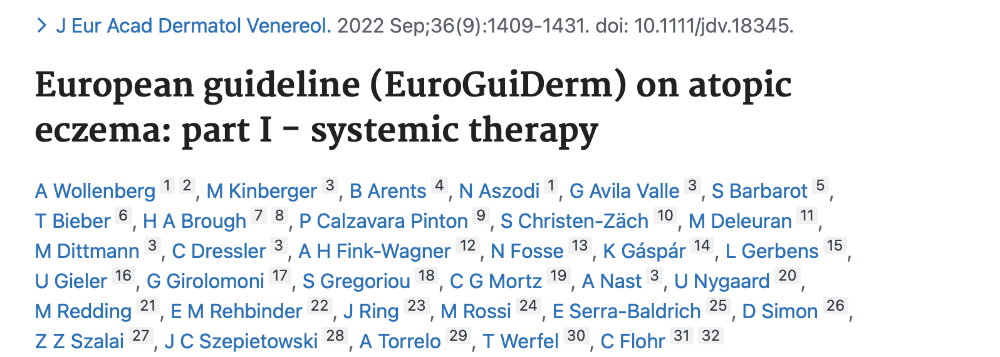 > J Eur Acad Dermatol Venereol. 2022 Sep;36(9):1409-1431. doi: 10.1111/jdv.18345.
European guideline (EuroGuiDerm) on atopic
eczema: part I - systemic therapy
A Wollenberg 1 2, M Kinberger 3, B Arents 4, N Aszodi 1, G Avila Valle 3, S Barbarot 5,
T Bieber 6, H A Brough 7 8, P Calzavara Pinton 9, S Christen-Zäch 10, M Deleuran 11,
M Dittmann 3, C Dressler 3, A H Fink-Wagner 12, N Fosse 13, K Gáspár 14, L Gerbens 15,
U Gieler 16, G Girolomoni 17, S Gregoriou 18, C G Mortz 19, A Nast 3, U Nygaard 20,
M Redding 21, E M Rehbinder 22, J Ring 23, M Rossi 24, E Serra-Baldrich 25, D Simon 26,
Z Z Szalai 27, J C Szepietowski 28, A Torrelo 29, T Werfel 30, C Flohr 31 32